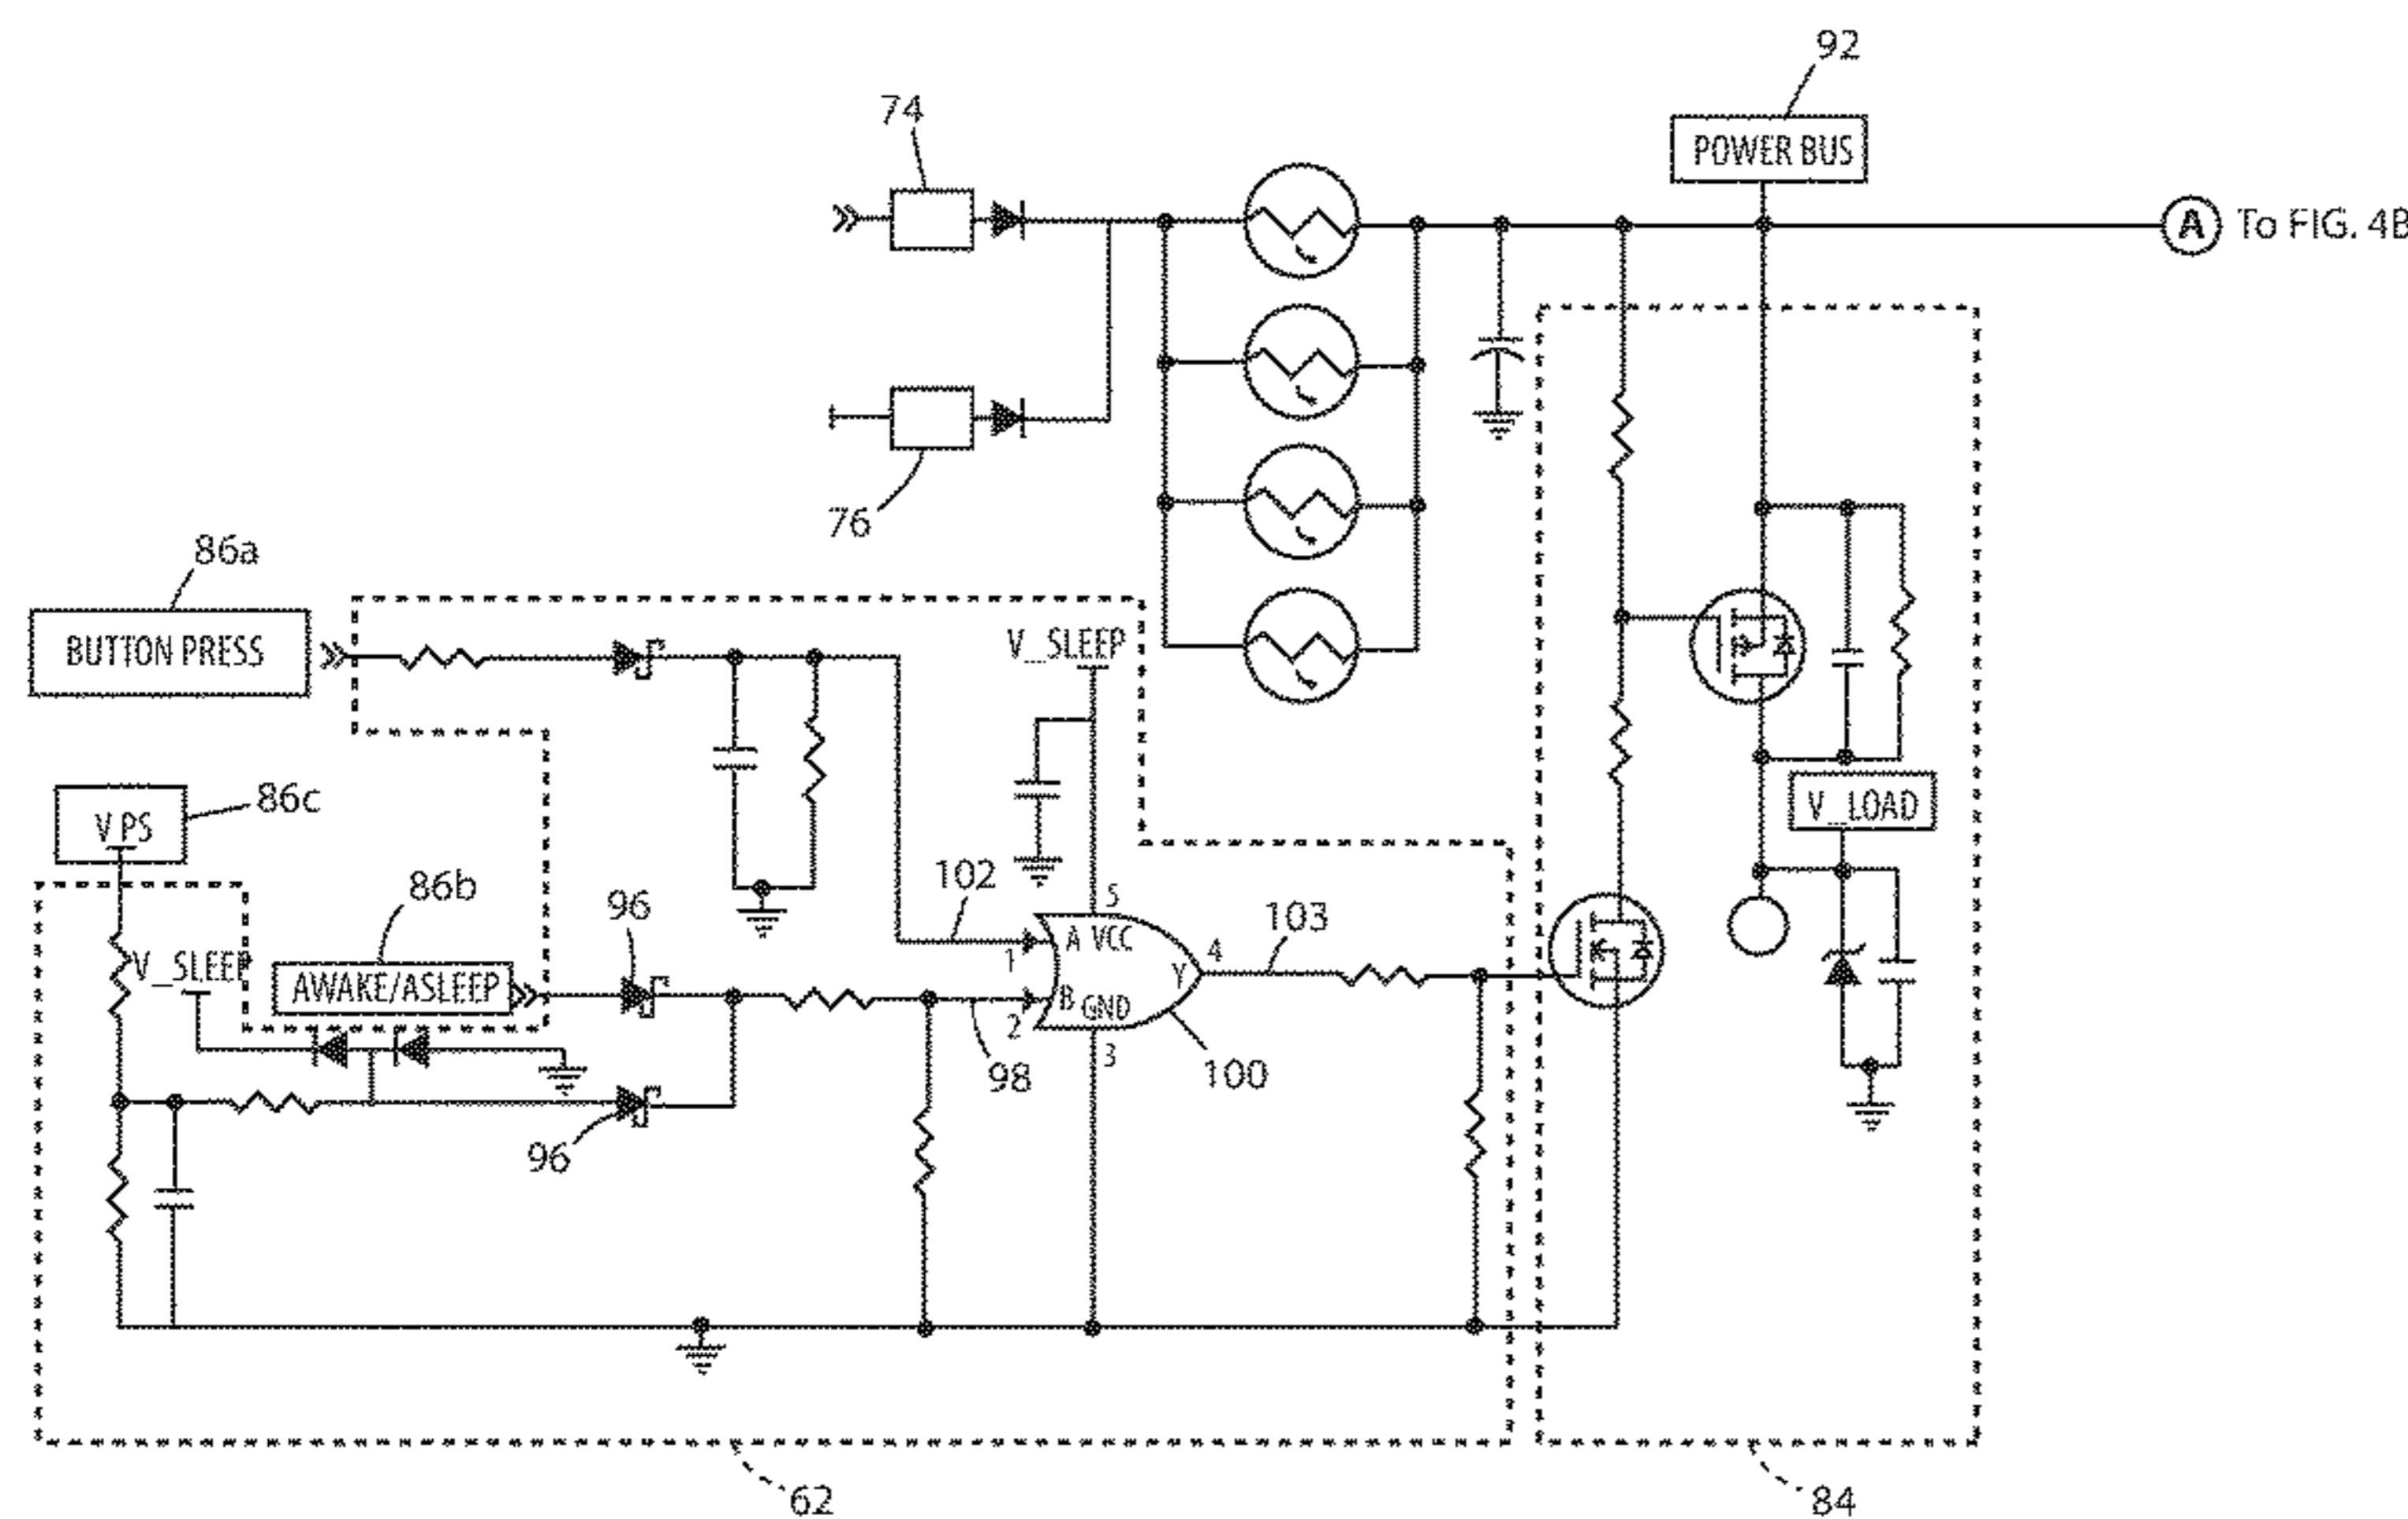 92
74
POWER BUS
A To FIG. 4B
76
86a
BUTTON PRESS
V_SLEEP
86c
V PS
V_LOAD
86b
96
102
5
103
V_SLEEP
AWAKE/ASLEEP
1
A VCC
4
Y
B GND
2
98
3
100
96
62
84